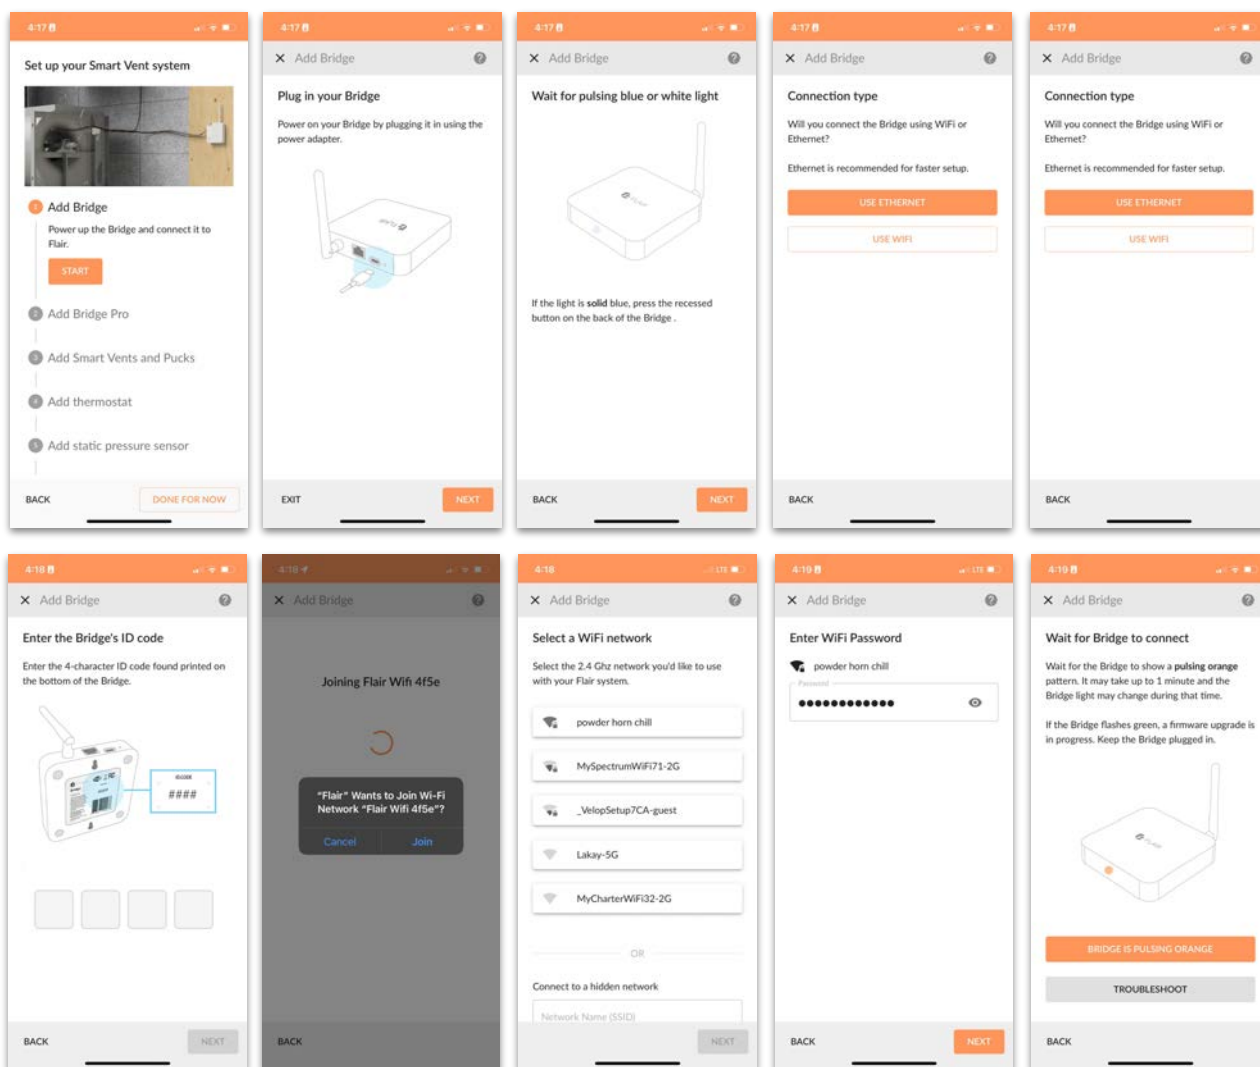 4:17
Set up your Smart Vent system
1 Add Bridge
Power up the Bridge and connect it to
Flair.
START
2 Add Bridge Pro
3 Add Smart Vents and Pucks
4 Add thermostat
5 Add static pressure sensor
BACK DONE FOR NOW
4:17
× Add Bridge ?
Plug in your Bridge
Power on your Bridge by plugging it in using the
power adapter.
FLAIR
EXIT NEXT
4:17
× Add Bridge ?
Wait for pulsing blue or white light
FLAIR
If the light is solid blue, press the recessed
button on the back of the Bridge .
BACK NEXT
4:17
× Add Bridge ?
Connection type
Will you connect the Bridge using WiFi or
Ethernet?
Ethernet is recommended for faster setup.
USE ETHERNET
USE WIFI
BACK
4:17
× Add Bridge ?
Connection type
Will you connect the Bridge using WiFi or
Ethernet?
Ethernet is recommended for faster setup.
USE ETHERNET
USE WIFI
BACK
4:18
× Add Bridge ?
Enter the Bridge's ID code
Enter the 4-character ID code found printed on
the bottom of the Bridge.
ID CODE
####
BACK NEXT
4:18
× Add Bridge ?
Joining Flair Wifi 4f5e
"Flair" Wants to Join Wi-Fi
Network "Flair Wifi 4f5e"?
Cancel Join
BACK
4:18 LTE
× Add Bridge ?
Select a WiFi network
Select the 2.4 Ghz network you'd like to use
with your Flair system.
powder horn chill
MySpectrumWiFi71-2G
_VelopSetup7CA-guest
Lakay-5G
MyCharterWiFi32-2G
OR
Connect to a hidden network
Network Name (SSID)
NEXT
4:19 LTE
× Add Bridge ?
Enter WiFi Password
powder horn chill
Password
●●●●●●●●●●●●
BACK NEXT
4:19
× Add Bridge ?
Wait for Bridge to connect
Wait for the Bridge to show a pulsing orange
pattern. It may take up to 1 minute and the
Bridge light may change during that time.
If the Bridge flashes green, a firmware upgrade is
in progress. Keep the Bridge plugged in.
FLAIR
BRIDGE IS PULSING ORANGE
TROUBLESHOOT
BACK